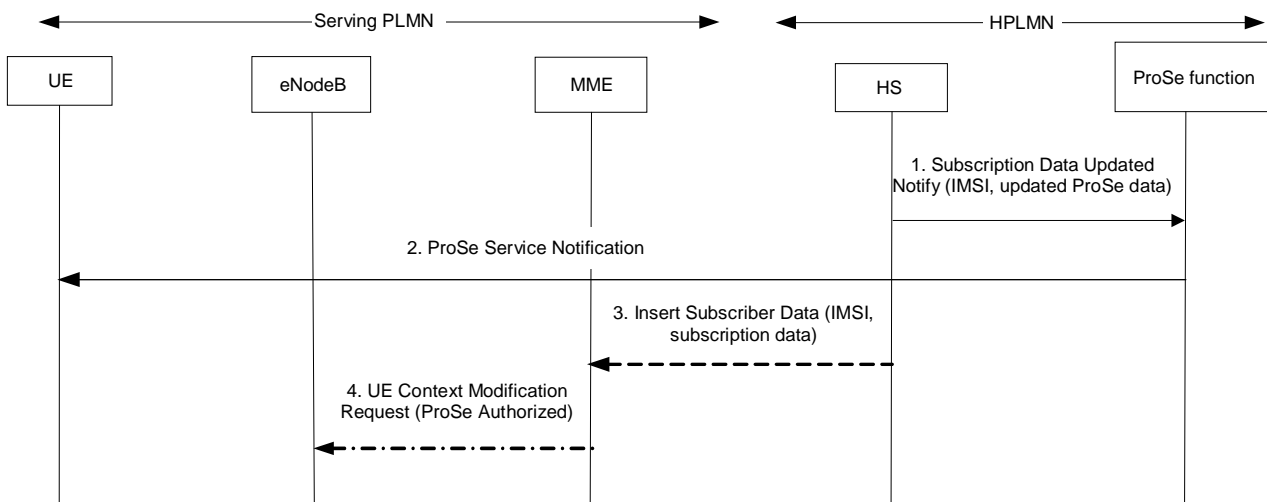 Serving PLMN
HPLMN
UE
eNodeB
MME
HS
ProSe function
1. Subscription Data Updated
Notify (IMSI, updated ProSe data)
2. ProSe Service Notification
3. Insert Subscriber Data (IMSI,
subscription data)
4. UE Context Modification
Request (ProSe Authorized)